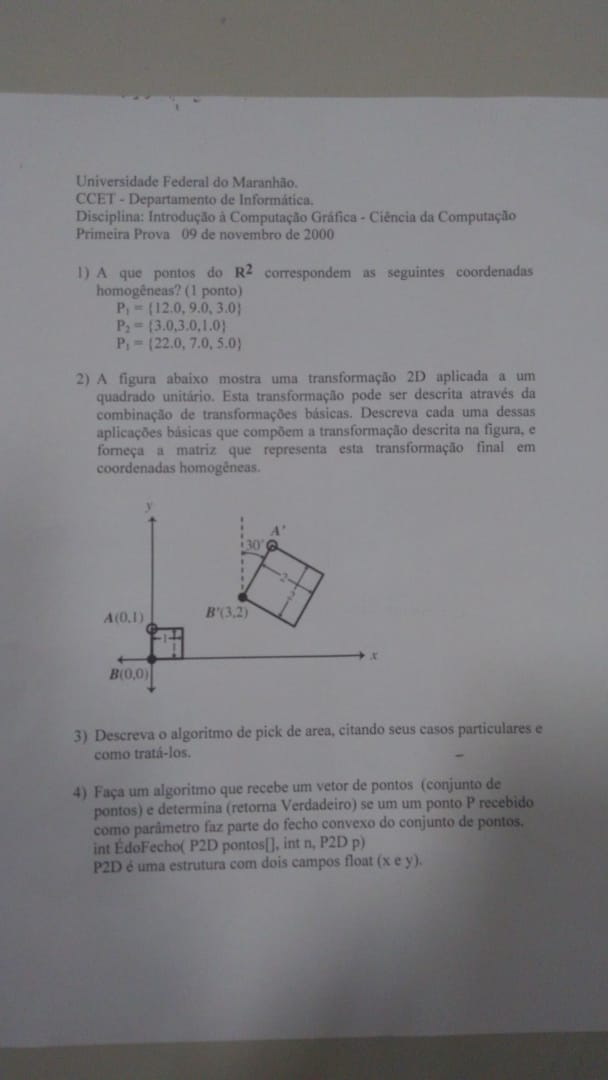 Universidade Federal do Maranhão.
CCET - Departamento de Informática.
Disciplina: Introdução à Computação Gráfica - Ciência da Computação
Primeira Prova 09 de novembro de 2000
1) A que pontos do R2 correspondem as seguintes coordenadas
homogêneas? (1 ponto)
P1 = {12.0, 9.0, 3.0}
P2 = {3.0,3.0,1.0}
P1 = {22.0, 7.0, 5.0}
2) A figura abaixo mostra uma transformação 2D aplicada a um
quadrado unitário. Esta transformação pode ser descrita através da
combinação de transformações básicas. Descreva cada uma dessas
aplicações básicas que compõem a transformação descrita na figura, e
forneça a matriz que representa esta transformação final em
coordenadas homogêneas.
y
A'
30°
2
2
B'(3,2)
A(0,1)
1
x
B(0,0)
3) Descreva o algoritmo de pick de area, citando seus casos particulares e
como tratá-los.
4) Faça um algoritmo que recebe um vetor de pontos (conjunto de
pontos) e determina (retorna Verdadeiro) se um um ponto P recebido
como parâmetro faz parte do fecho convexo do conjunto de pontos.
int ÉdoFecho( P2D pontos[], int n, P2D p)
P2D é uma estrutura com dois campos float (x e y).